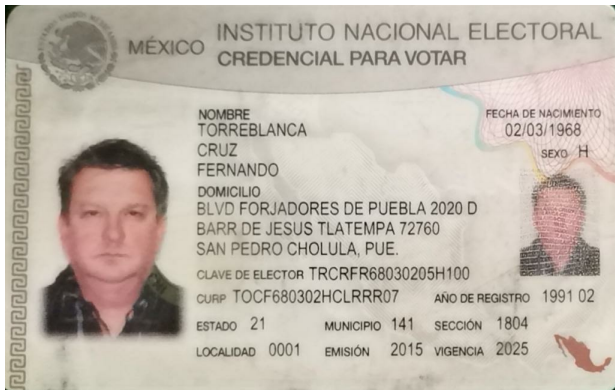 INSTITUTO NACIONAL ELECTORAL
MÉXICO CREDENCIAL PARA VOTAR
NOMBRE
TORREBLANCA
CRUZ
FERNANDO
FECHA DE NACIMIENTO
02/03/1968
SEXO H
DOMICILIO
BLVD FORJADORES DE PUEBLA 2020 D
BARR DE JESUS TLATEMPA 72760
SAN PEDRO CHOLULA, PUE.
CLAVE DE ELECTOR TRCRFR68030205H100
CURP TOCF680302HCLRRR07 AÑO DE REGISTRO 1991 02
ESTADO 21 MUNICIPIO 141 SECCIÓN 1804
LOCALIDAD 0001 EMISIÓN 2015 VIGENCIA 2025